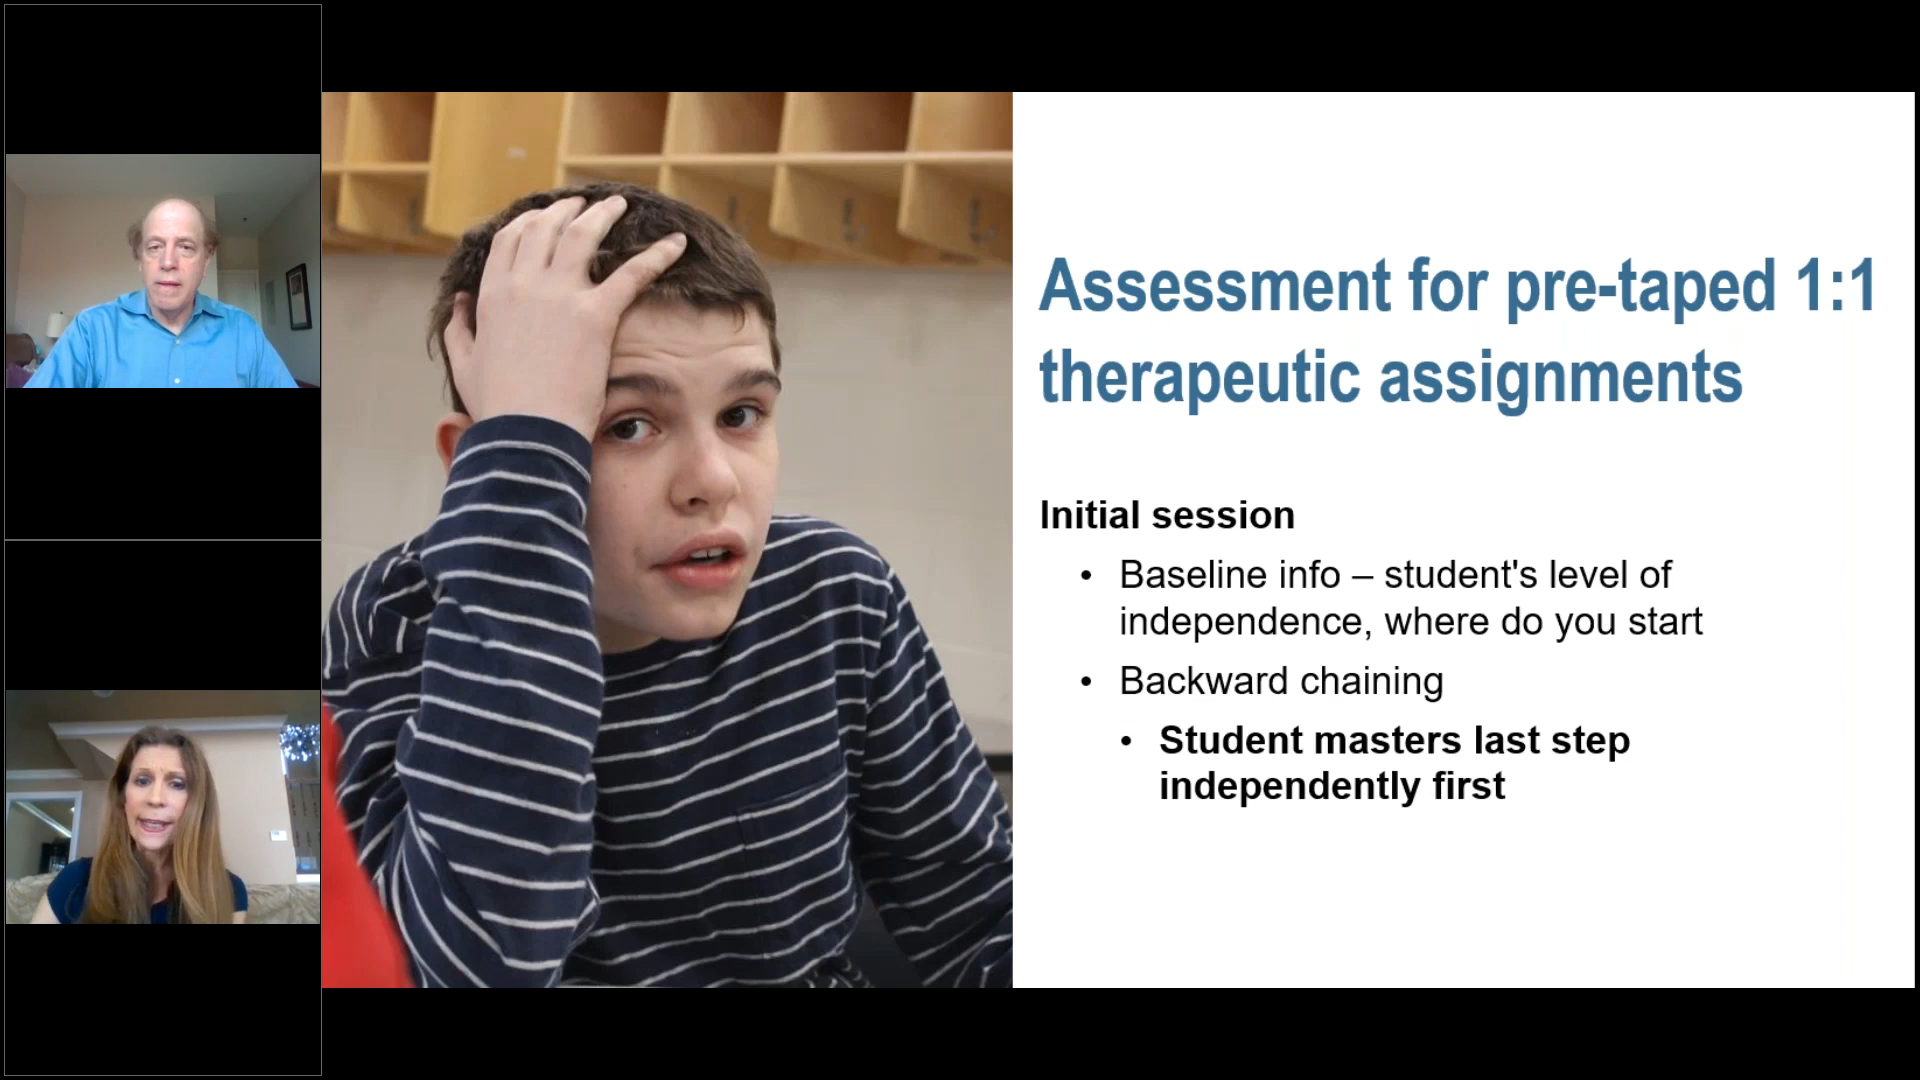 Assessment for pre-taped 1:1
therapeutic assignments
Initial session
• Baseline info – student's level of
independence, where do you start
• Backward chaining
• Student masters last step
independently first